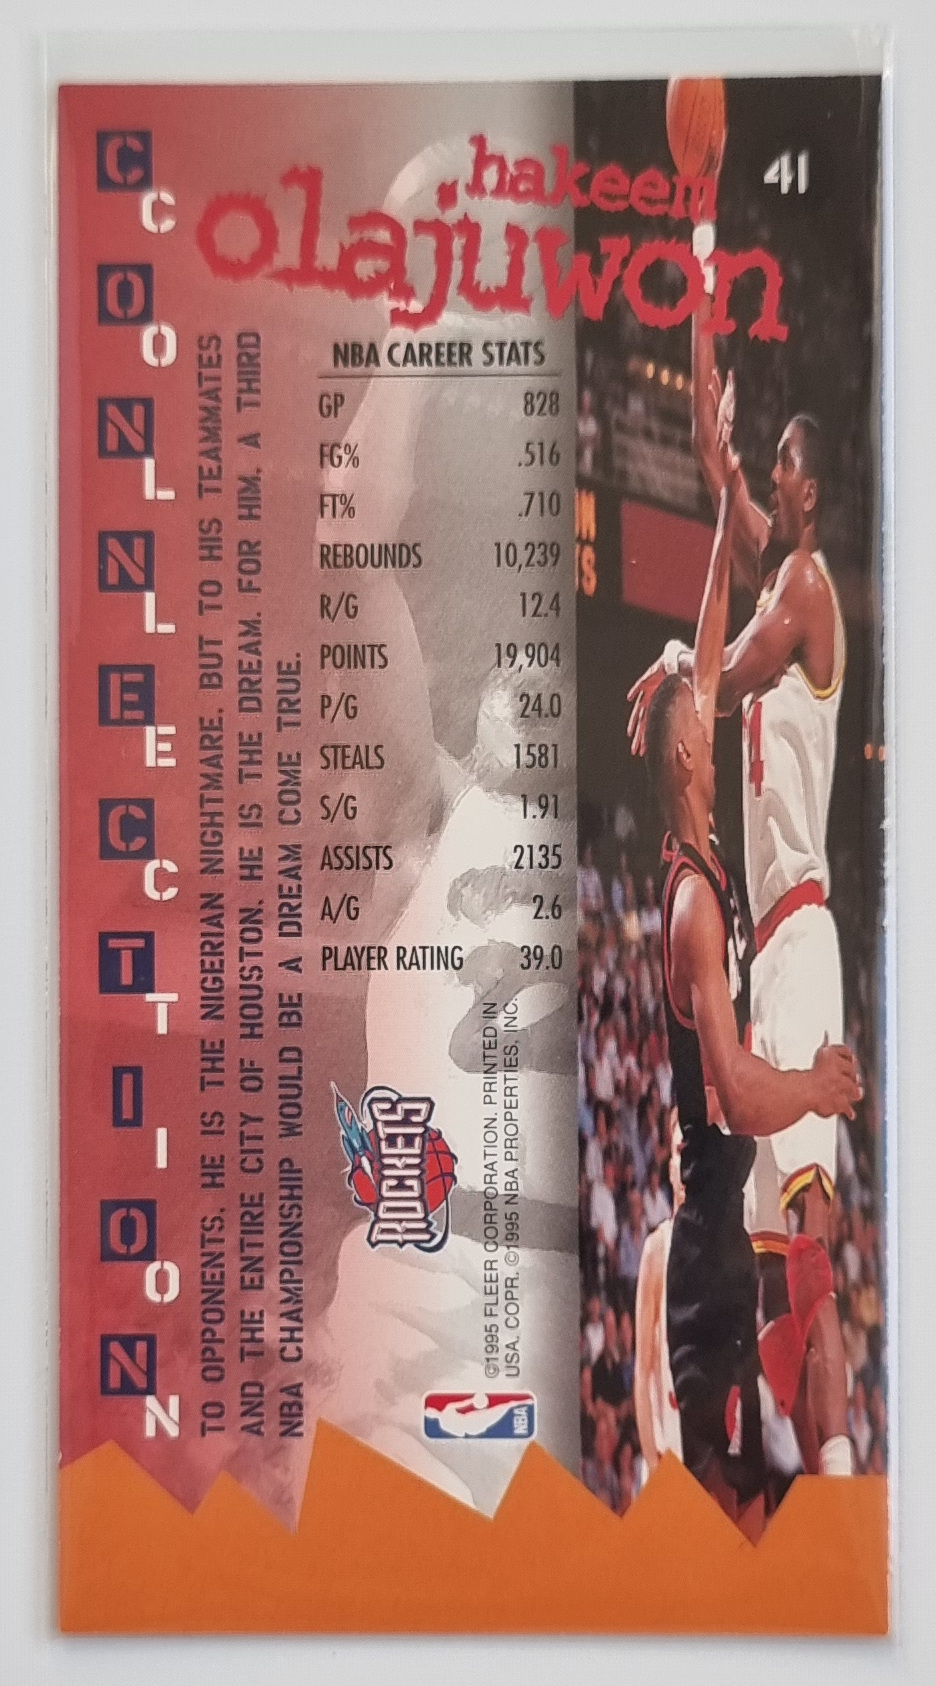 41
hakeem
olajuwon
NBA CAREER STATS
GP 828
FG% .516
FT% .710
REBOUNDS 10,239
R/G 12.4
POINTS 19,904
P/G 24.0
STEALS 1581
S/G 1.91
ASSISTS 2135
A/G 2.6
PLAYER RATING 39.0
CONNECTION
COLLECTION
TO OPPONENTS, HE IS THE NIGERIAN NIGHTMARE. BUT TO HIS TEAMMATES
AND THE ENTIRE CITY OF HOUSTON, HE IS THE DREAM. FOR HIM, A THIRD
NBA CHAMPIONSHIP WOULD BE A DREAM COME TRUE.
ROCKETS
©1995 FLEER CORPORATION. PRINTED IN
USA. COPR. ©1995 NBA PROPERTIES, INC.
NBA
4